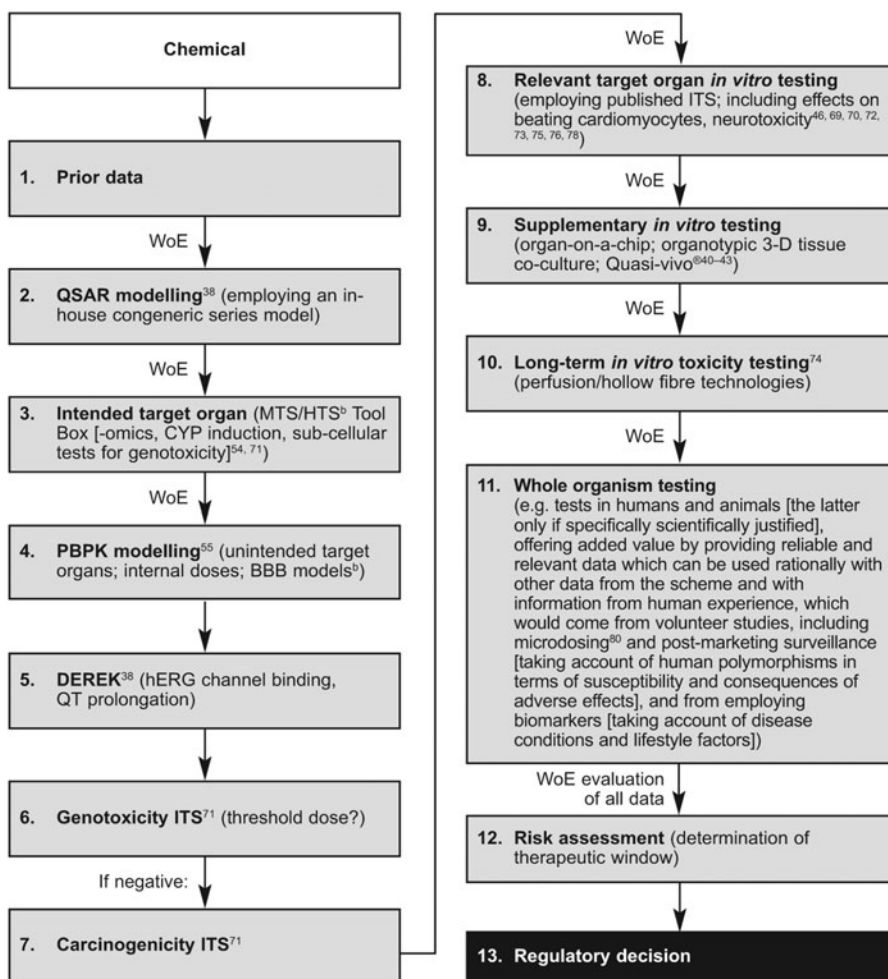 Chemical
1. Prior data
WoE
2. QSAR modelling³⁸ (employing an in-
house congeneric series model)
WoE
3. Intended target organ (MTS/HTSᵇ Tool
Box [-omics, CYP induction, sub-cellular
tests for genotoxicity]⁵⁴, ⁷¹)
WoE
4. PBPK modelling⁵⁵ (unintended target
organs; internal doses; BBB modelsᵇ)
5. DEREK³⁸ (hERG channel binding,
QT prolongation)
6. Genotoxicity ITS⁷¹ (threshold dose?)
If negative:
7. Carcinogenicity ITS⁷¹
WoE
8. Relevant target organ in vitro testing
(employing published ITS; including effects on
beating cardiomyocytes, neurotoxicity⁴⁶, ⁶⁹, ⁷⁰, ⁷²,
⁷³, ⁷⁵, ⁷⁶, ⁷⁸)
WoE
9. Supplementary in vitro testing
(organ-on-a-chip; organotypic 3-D tissue
co-culture; Quasi-vivo®⁴⁰⁻⁴³)
WoE
10. Long-term in vitro toxicity testing⁷⁴
(perfusion/hollow fibre technologies)
WoE
11. Whole organism testing
(e.g. tests in humans and animals [the latter
only if specifically scientifically justified],
offering added value by providing reliable and
relevant data which can be used rationally with
other data from the scheme and with
information from human experience, which
would come from volunteer studies, including
microdosing⁸⁰ and post-marketing surveillance
[taking account of human polymorphisms in
terms of susceptibility and consequences of
adverse effects], and from employing
biomarkers [taking account of disease
conditions and lifestyle factors])
WoE evaluation
of all data
12. Risk assessment (determination of
therapeutic window)
13. Regulatory decision